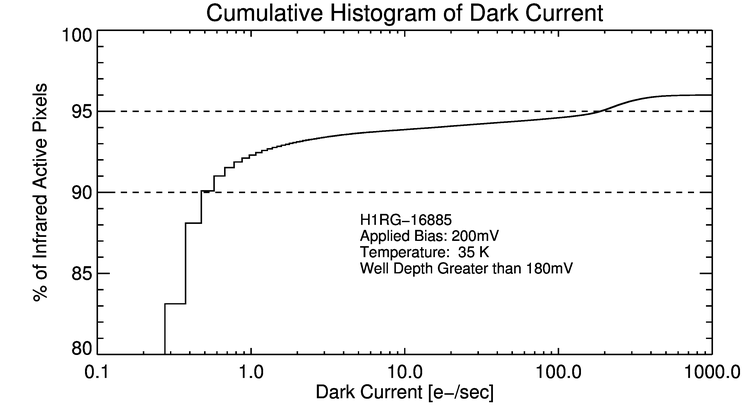 Cumulative Histogram of Dark Current
100
95
90
85
80
% of Infrared Active Pixels
H1RG−16885
Applied Bias: 200mV
Temperature:  35 K
Well Depth Greater than 180mV
0.1 1.0 10.0 100.0 1000.0
Dark Current [e−/sec]